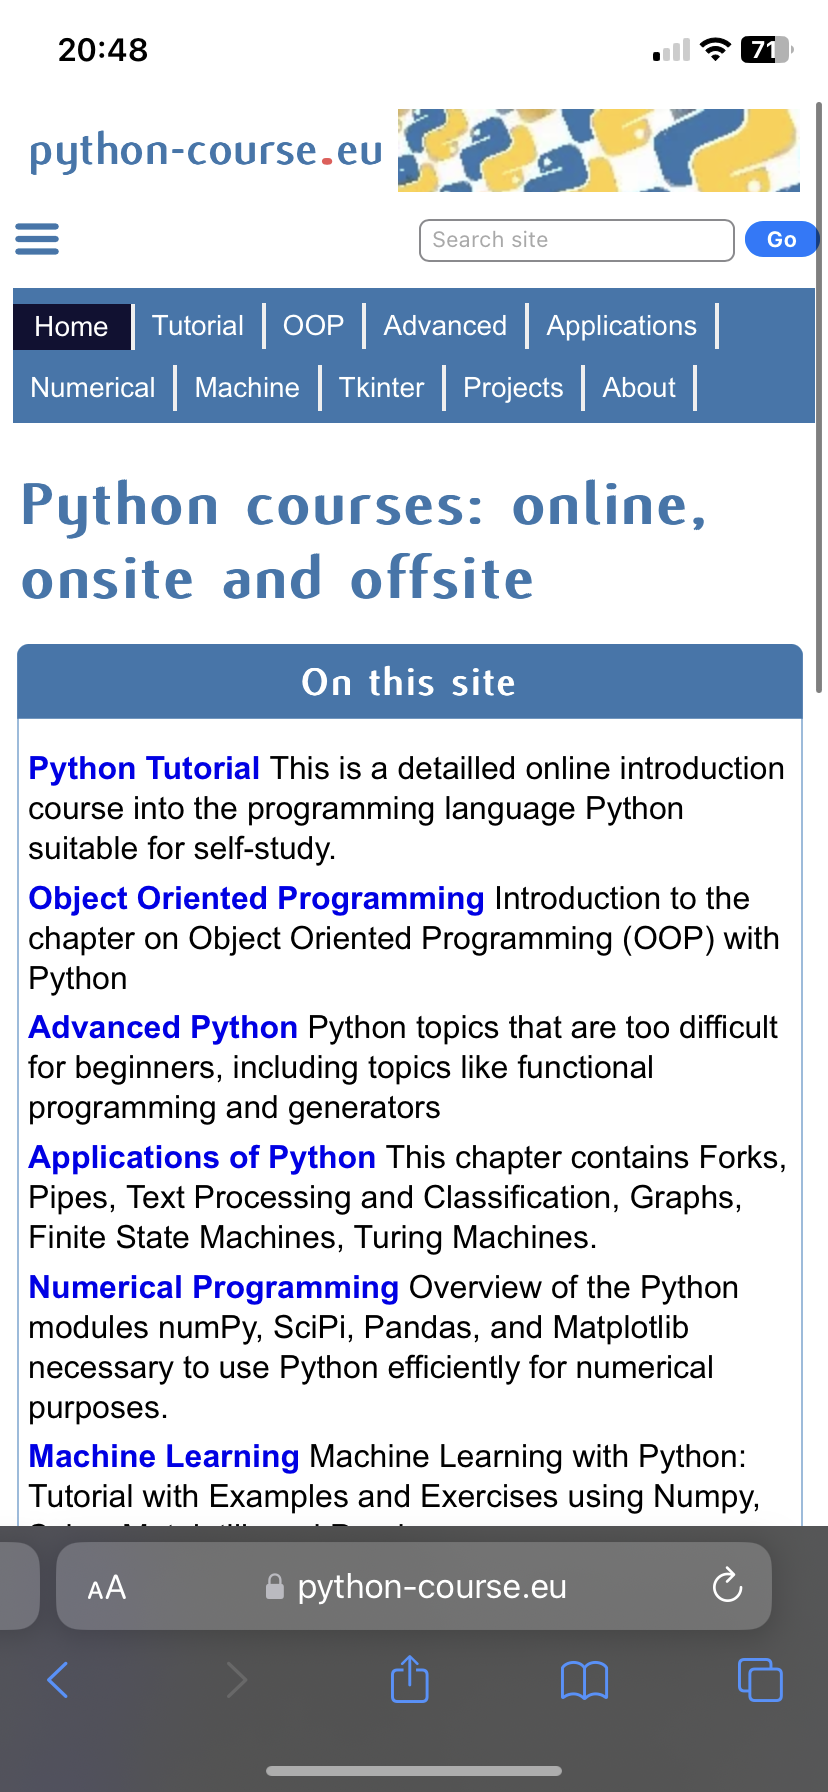 20:48
71
python-course.eu
Search site
Go
Home
Tutorial
OOP
Advanced
Applications
Numerical
Machine
Tkinter
Projects
About
Python courses: online,
onsite and offsite
On this site
Python Tutorial This is a detailled online introduction
course into the programming language Python
suitable for self-study.
Object Oriented Programming Introduction to the
chapter on Object Oriented Programming (OOP) with
Python
Advanced Python Python topics that are too difficult
for beginners, including topics like functional
programming and generators
Applications of Python This chapter contains Forks,
Pipes, Text Processing and Classification, Graphs,
Finite State Machines, Turing Machines.
Numerical Programming Overview of the Python
modules numPy, SciPi, Pandas, and Matplotlib
necessary to use Python efficiently for numerical
purposes.
Machine Learning Machine Learning with Python:
Tutorial with Examples and Exercises using Numpy,
AA
python-course.eu